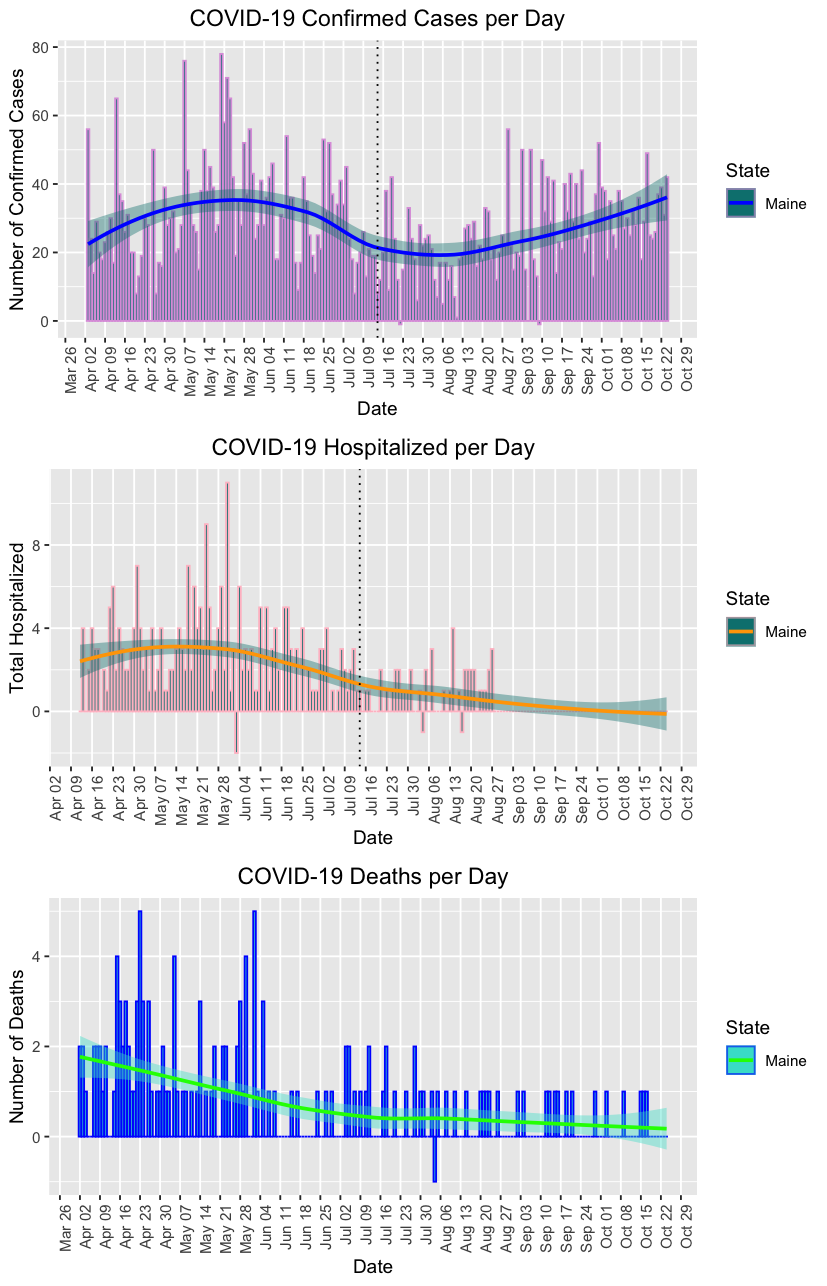 COVID-19 Confirmed Cases per Day
Number of Confirmed Cases
80
60
40
20
0
Mar 26
Apr 02
Apr 09
Apr 16
Apr 23
Apr 30
May 07
May 14
May 21
May 28
Jun 04
Jun 11
Jun 18
Jun 25
Jul 02
Jul 09
Jul 16
Jul 23
Jul 30
Aug 06
Aug 13
Aug 20
Aug 27
Sep 03
Sep 10
Sep 17
Sep 24
Oct 01
Oct 08
Oct 15
Oct 22
Oct 29
Date
State
Maine
COVID-19 Hospitalized per Day
Total Hospitalized
8
4
0
Apr 02
Apr 09
Apr 16
Apr 23
Apr 30
May 07
May 14
May 21
May 28
Jun 04
Jun 11
Jun 18
Jun 25
Jul 02
Jul 09
Jul 16
Jul 23
Jul 30
Aug 06
Aug 13
Aug 20
Aug 27
Sep 03
Sep 10
Sep 17
Sep 24
Oct 01
Oct 08
Oct 15
Oct 22
Oct 29
Date
State
Maine
COVID-19 Deaths per Day
Number of Deaths
4
2
0
Mar 26
Apr 02
Apr 09
Apr 16
Apr 23
Apr 30
May 07
May 14
May 21
May 28
Jun 04
Jun 11
Jun 18
Jun 25
Jul 02
Jul 09
Jul 16
Jul 23
Jul 30
Aug 06
Aug 13
Aug 20
Aug 27
Sep 03
Sep 10
Sep 17
Sep 24
Oct 01
Oct 08
Oct 15
Oct 22
Oct 29
Date
State
Maine